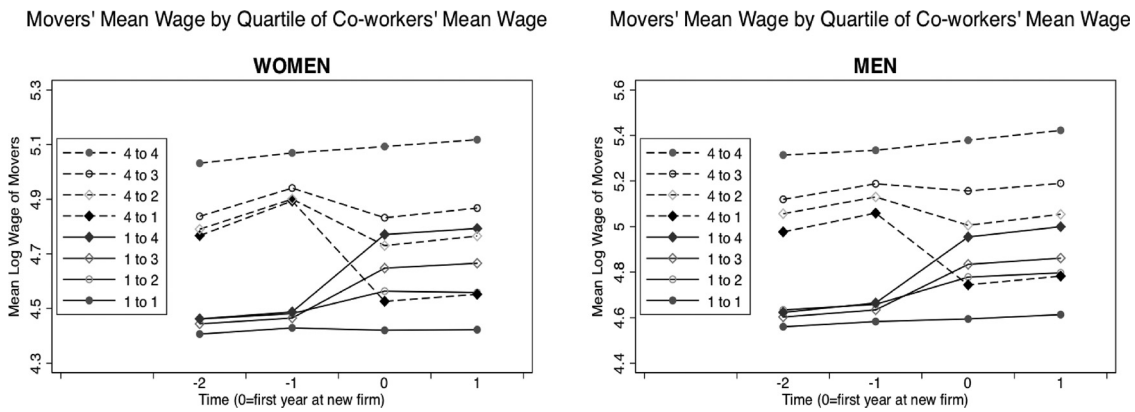 Movers' Mean Wage by Quartile of Co-workers' Mean Wage
WOMEN
Mean Log Wage of Movers
5.3
5.1
4.9
4.7
4.5
4.3
4 to 4
4 to 3
4 to 2
4 to 1
1 to 4
1 to 3
1 to 2
1 to 1
-2
-1
0
1
Time (0=first year at new firm)
Movers' Mean Wage by Quartile of Co-workers' Mean Wage
MEN
Mean Log Wage of Movers
5.6
5.4
5.2
5
4.8
4.6
4.4
4 to 4
4 to 3
4 to 2
4 to 1
1 to 4
1 to 3
1 to 2
1 to 1
-2
-1
0
1
Time (0=first year at new firm)